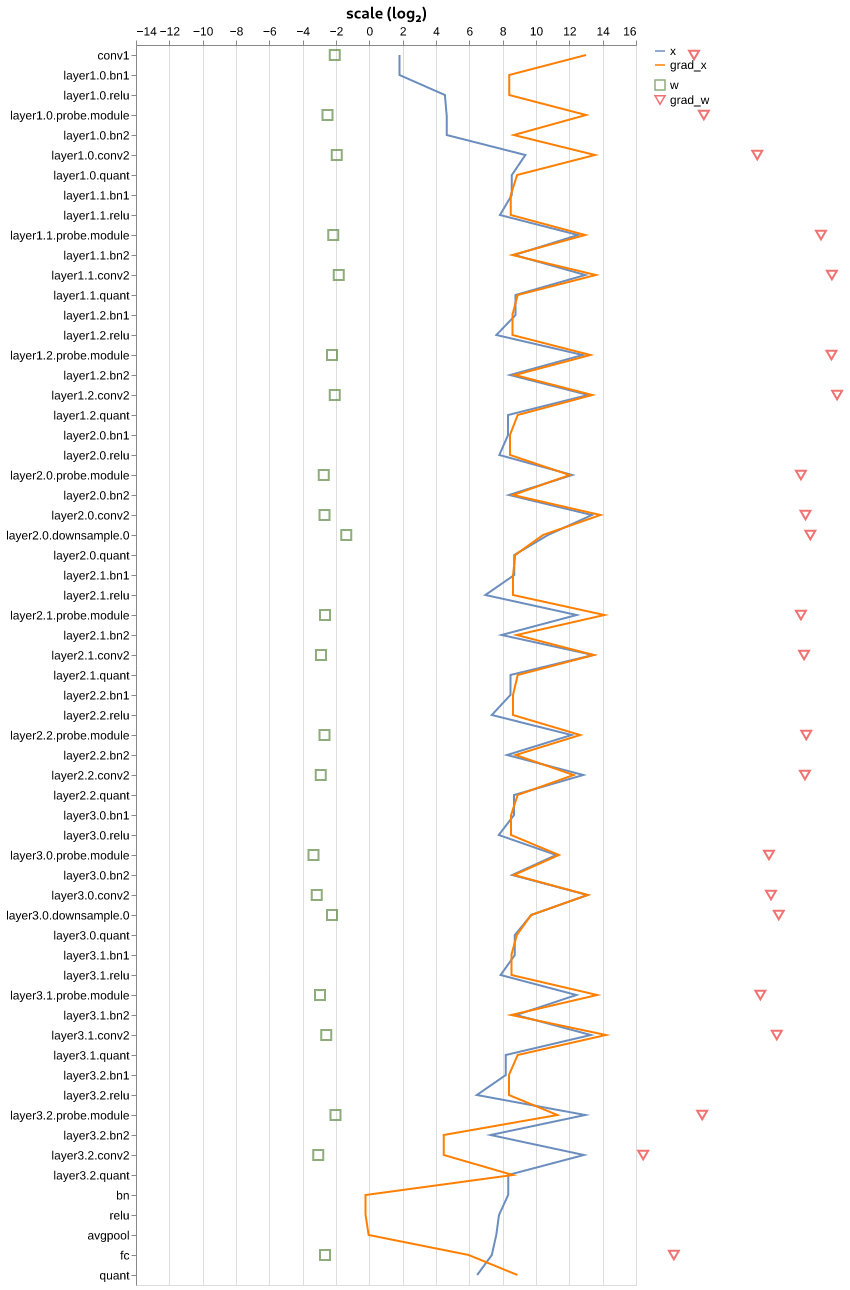 scale (log₂)
−14 −12 −10 −8 −6 −4 −2 0 2 4 6 8 10 12 14 16
x
grad_x
w
grad_w
conv1
layer1.0.bn1
layer1.0.relu
layer1.0.probe.module
layer1.0.bn2
layer1.0.conv2
layer1.0.quant
layer1.1.bn1
layer1.1.relu
layer1.1.probe.module
layer1.1.bn2
layer1.1.conv2
layer1.1.quant
layer1.2.bn1
layer1.2.relu
layer1.2.probe.module
layer1.2.bn2
layer1.2.conv2
layer1.2.quant
layer2.0.bn1
layer2.0.relu
layer2.0.probe.module
layer2.0.bn2
layer2.0.conv2
layer2.0.downsample.0
layer2.0.quant
layer2.1.bn1
layer2.1.relu
layer2.1.probe.module
layer2.1.bn2
layer2.1.conv2
layer2.1.quant
layer2.2.bn1
layer2.2.relu
layer2.2.probe.module
layer2.2.bn2
layer2.2.conv2
layer2.2.quant
layer3.0.bn1
layer3.0.relu
layer3.0.probe.module
layer3.0.bn2
layer3.0.conv2
layer3.0.downsample.0
layer3.0.quant
layer3.1.bn1
layer3.1.relu
layer3.1.probe.module
layer3.1.bn2
layer3.1.conv2
layer3.1.quant
layer3.2.bn1
layer3.2.relu
layer3.2.probe.module
layer3.2.bn2
layer3.2.conv2
layer3.2.quant
bn
relu
avgpool
fc
quant